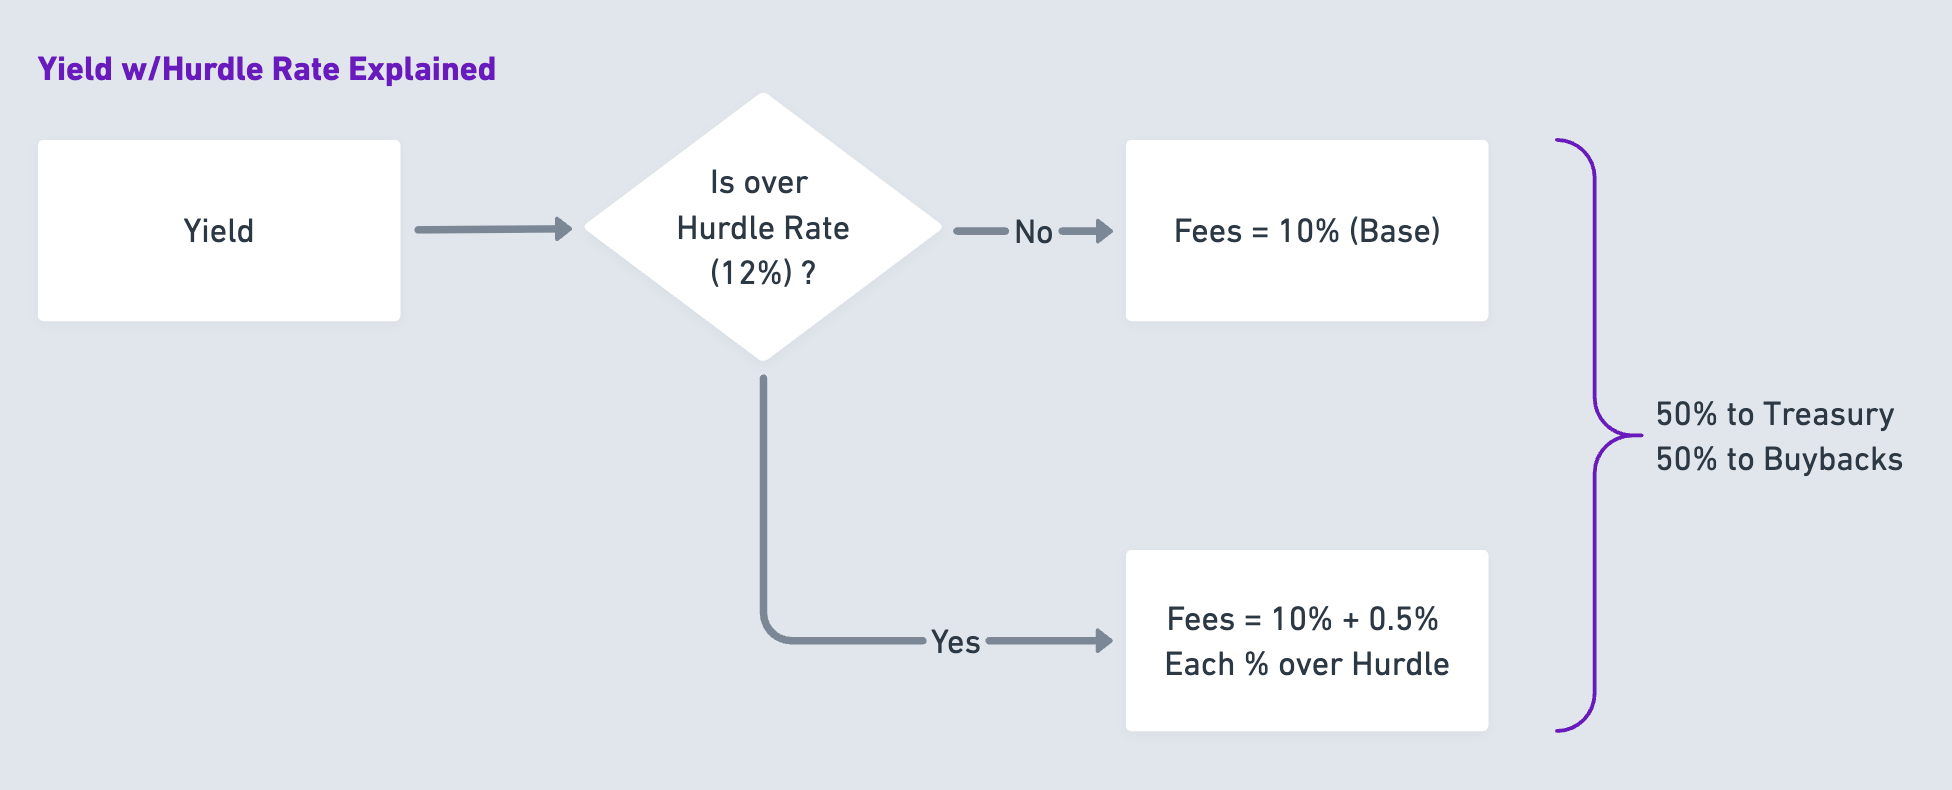 Yield w/Hurdle Rate Explained
Yield
Is over
Hurdle Rate
(12%) ?
No
Fees = 10% (Base)
Yes
Fees = 10% + 0.5%
Each % over Hurdle
50% to Treasury
50% to Buybacks